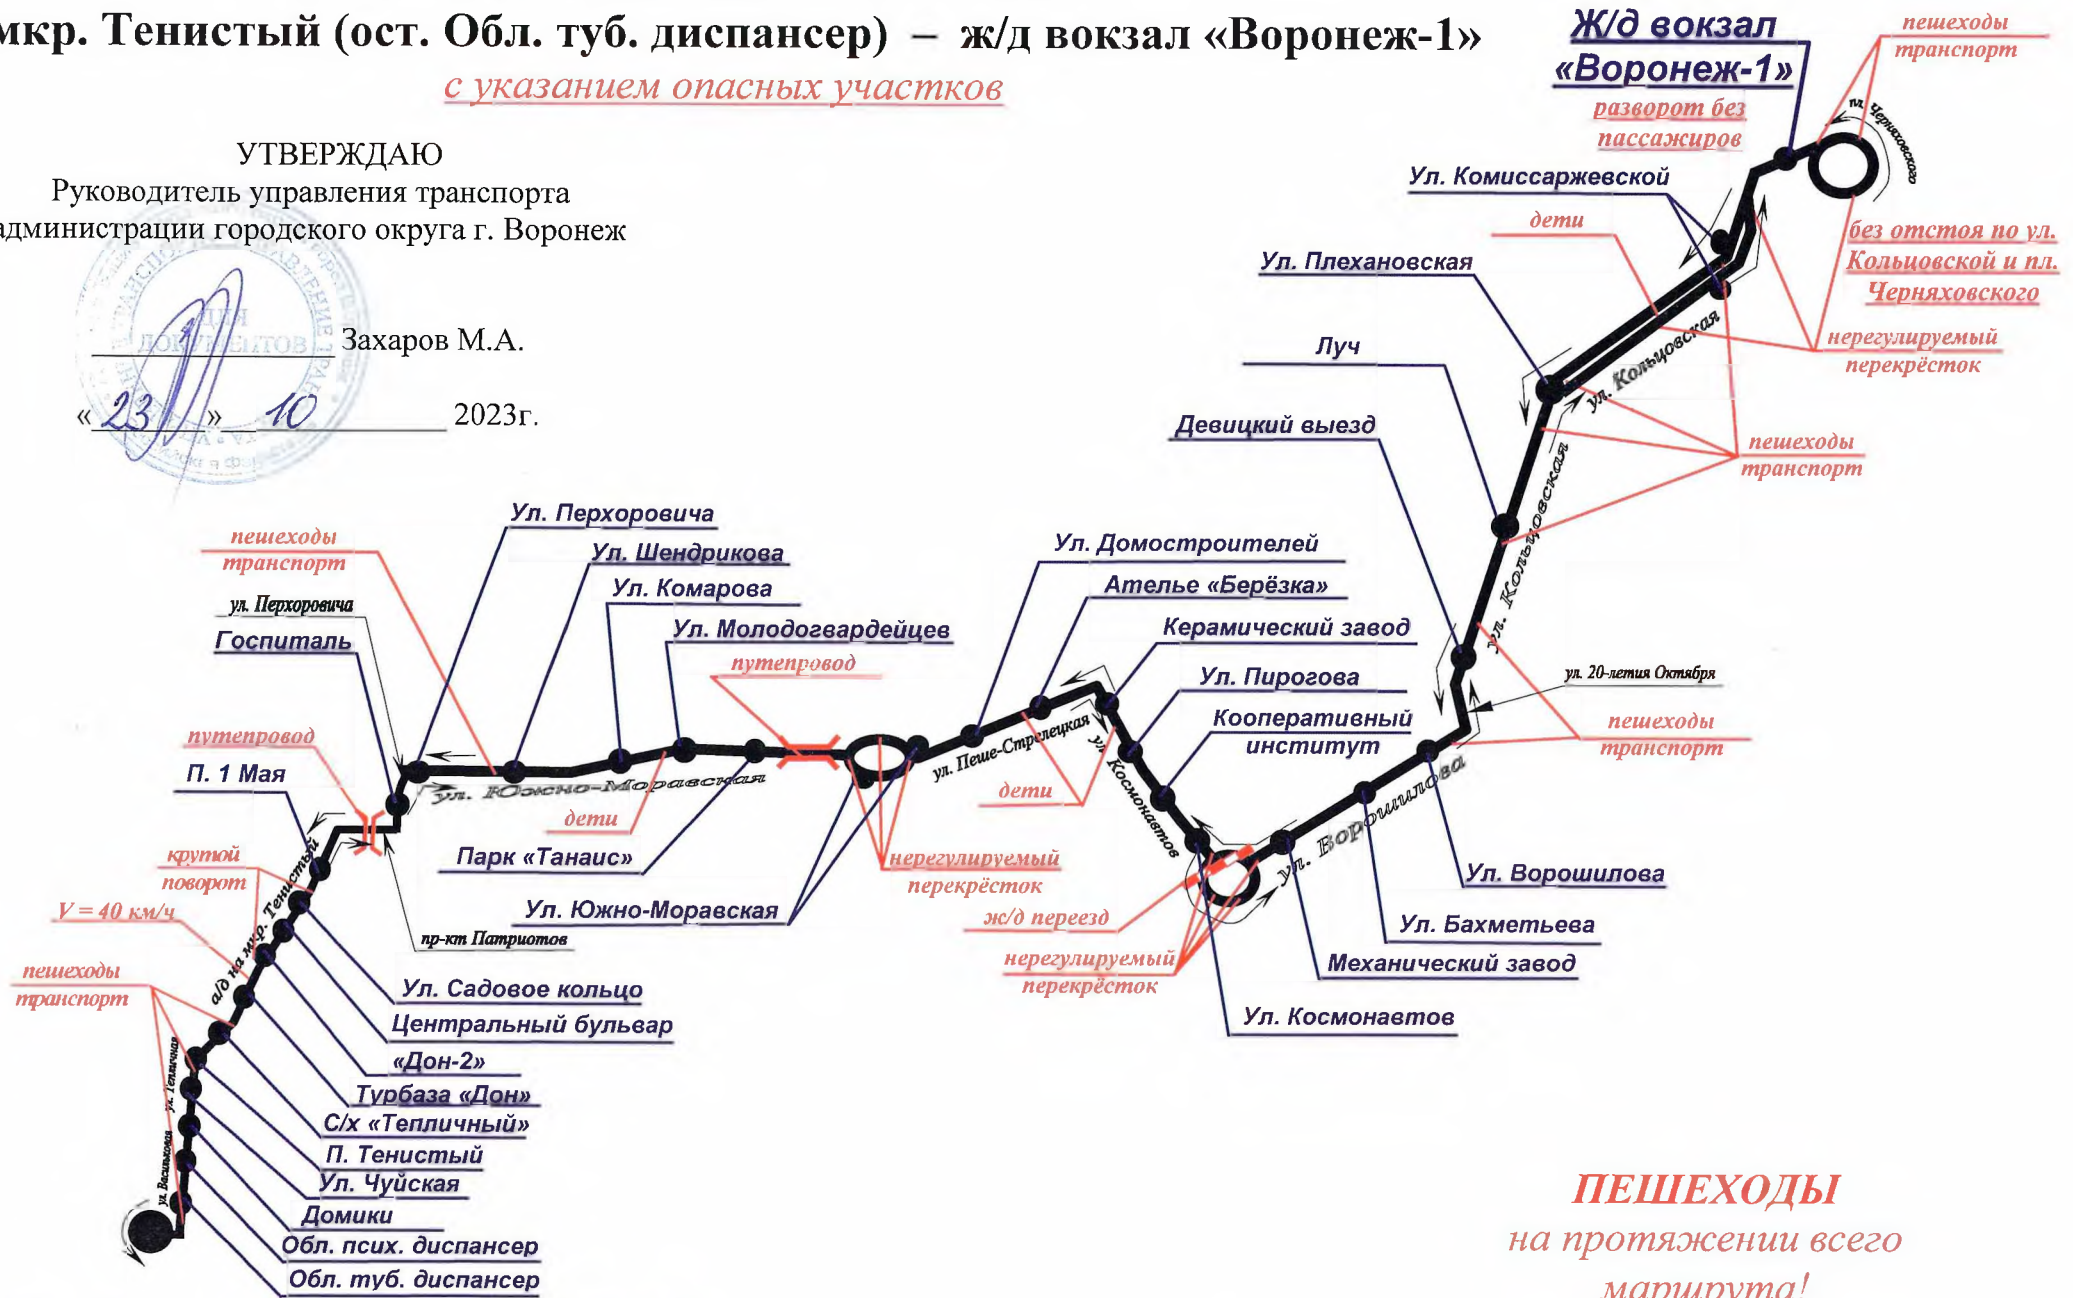 мкр. Тенистый (ост. Обл. туб. диспансер) – ж/д вокзал «Воронеж-1»
с указанием опасных участков
УТВЕРЖДАЮ
Руководитель управления транспорта
администрации городского округа г. Воронеж
ДЛЯ
ДОКУМЕНТОВ
Захаров М.А.
«23» 10 2023г.
Ж/д вокзал
«Воронеж-1»
разворот без
пассажиров
пешеходы
транспорт
пл. Черняховского
Ул. Комиссаржевской
дети
без отстоя по ул.
Кольцовской и пл.
Черняховского
Ул. Плехановская
нерегулируемый
перекрёсток
Луч
ул. Кольцовская
Девицкий выезд
пешеходы
транспорт
ул. Кольцовская
ул. 20-летия Октября
пешеходы
транспорт
Ул. Перхоровича
пешеходы
транспорт
Ул. Шендрикова
ул. Перхоровича
Ул. Комарова
Госпиталь
Ул. Молодогвардейцев
путепровод
Ул. Домостроителей
Ателье «Берёзка»
Керамический завод
Ул. Пирогова
Кооперативный
институт
путепровод
П. 1 Мая
ул. Южно-Моравская
ул. Пеше-Стрелецкая
ул. Космонавтов
дети
дети
Парк «Танаис»
нерегулируемый
перекрёсток
Ул. Южно-Моравская
крутой
поворот
V = 40 км/ч
а/д на мкр. Тенистый
пр-кт Патриотов
ж/д переезд
нерегулируемый
перекрёсток
ул. Ворошилова
Ул. Ворошилова
Ул. Бахметьева
Механический завод
Ул. Космонавтов
пешеходы
транспорт
Ул. Садовое кольцо
Центральный бульвар
«Дон-2»
Турбаза «Дон»
С/х «Тепличный»
П. Тенистый
Ул. Чуйская
Домики
Обл. псих. диспансер
Обл. туб. диспансер
ул. Тепличная
ул. Васильковая
ПЕШЕХОДЫ
на протяжении всего
маршрута!